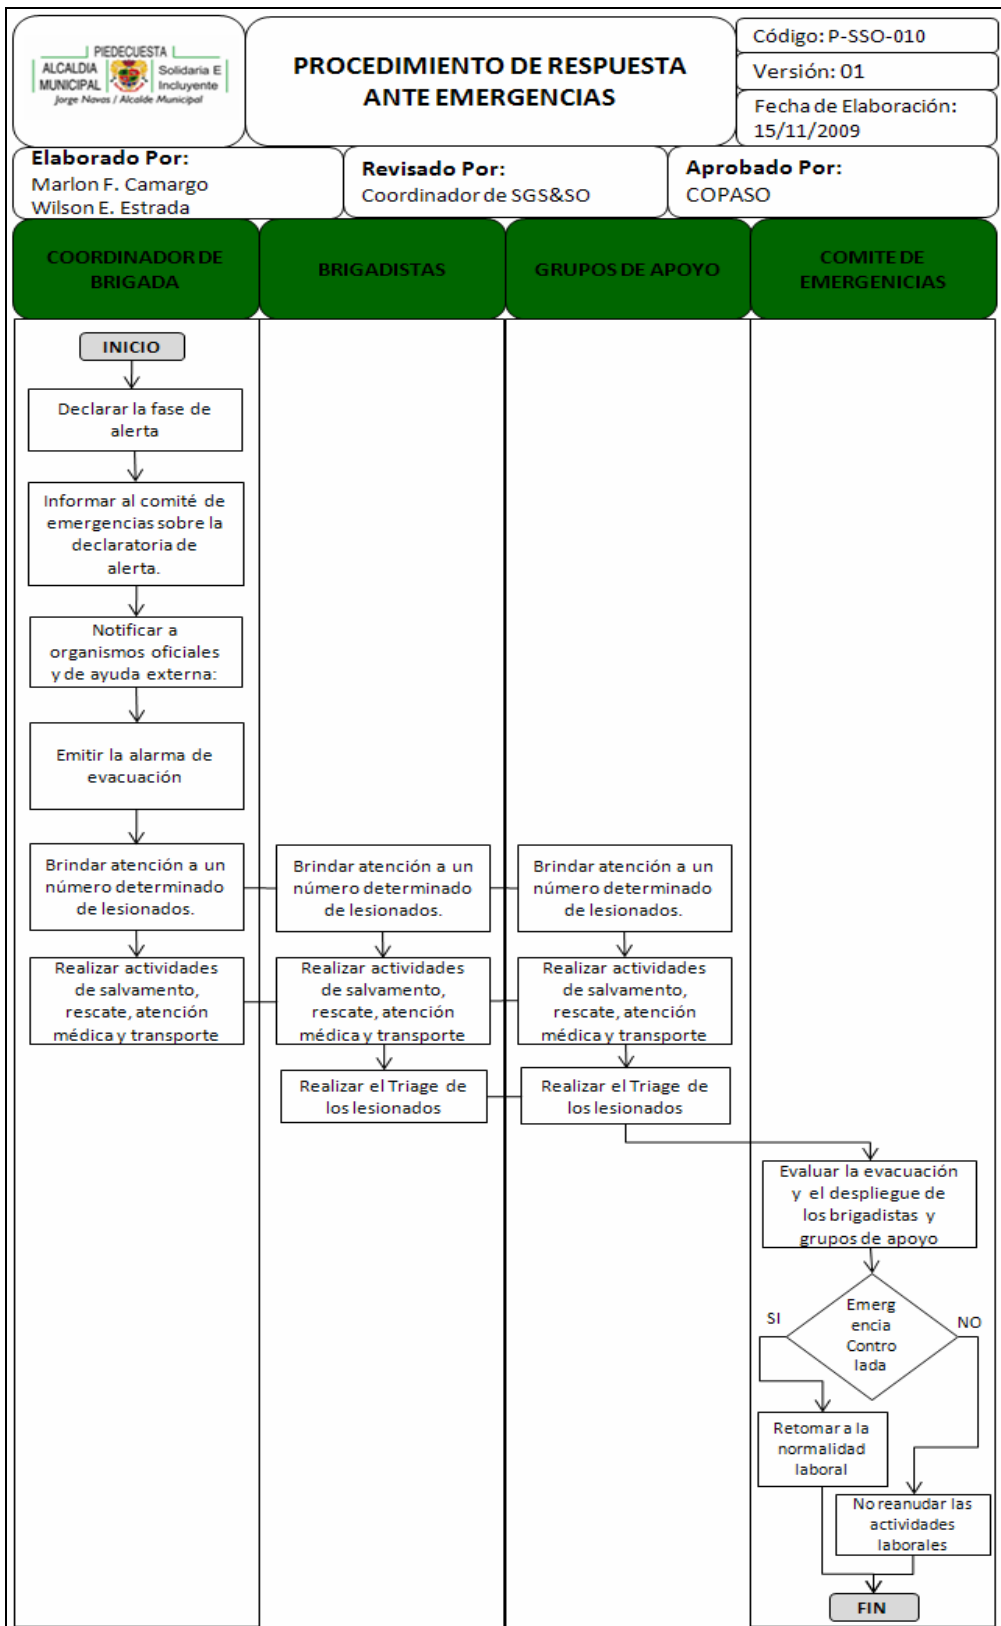 PIEDECUESTA
ALCALDIA
MUNICIPAL
Solidaria E
Incluyente
Jorge Navas / Alcalde Municipal
PROCEDIMIENTO DE RESPUESTA
ANTE EMERGENCIAS
Código: P-SSO-010
Versión: 01
Fecha de Elaboración:
15/11/2009
Elaborado Por:
Marlon F. Camargo
Wilson E. Estrada
Revisado Por:
Coordinador de SGS&SO
Aprobado Por:
COPASO
COORDINADOR DE
BRIGADA
BRIGADISTAS
GRUPOS DE APOYO
COMITE DE
EMERGENICIAS
INICIO
Declarar la fase de
alerta
Informar al comité de
emergencias sobre la
declaratoria de
alerta.
Notificar a
organismos oficiales
y de ayuda externa:
Emitir la alarma de
evacuación
Brindar atención a un
número determinado
de lesionados.
Brindar atención a un
número determinado
de lesionados.
Brindar atención a un
número determinado
de lesionados.
Realizar actividades
de salvamento,
rescate, atención
médica y transporte
Realizar actividades
de salvamento,
rescate, atención
médica y transporte
Realizar actividades
de salvamento,
rescate, atención
médica y transporte
Realizar el Triage de
los lesionados
Realizar el Triage de
los lesionados
Evaluar la evacuación
y el despliegue de
los brigadistas y
grupos de apoyo
Emerg
encia
Contro
lada
SI
NO
Retomar a la
normalidad
laboral
No reanudar las
actividades
laborales
FIN